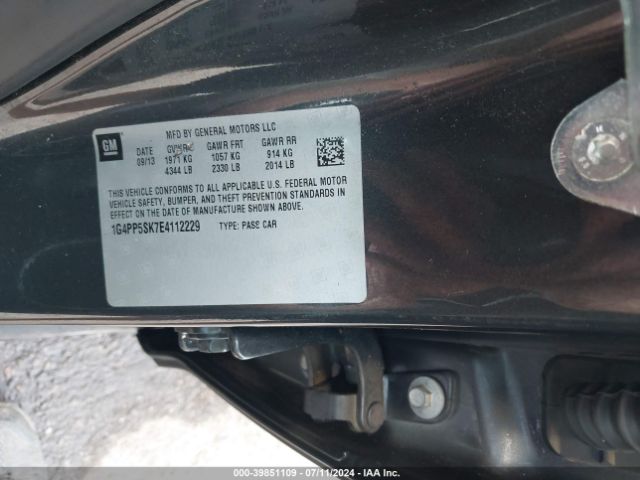 MFD BY GENERAL MOTORS LLC
GM
DATE GVWR GAWR FRT GAWR RR
09/13 1971 KG 1057 KG 914 KG
4344 LB 2330 LB 2014 LB
THIS VEHICLE CONFORMS TO ALL APPLICABLE U.S. FEDERAL MOTOR
VEHICLE SAFETY, BUMPER, AND THEFT PREVENTION STANDARDS IN
EFFECT ON THE DATE OF MANUFACTURE SHOWN ABOVE.
1G4PP5SK7E4112229 TYPE: PASS CAR
000-39851109 - 07/11/2024 - IAA Inc.